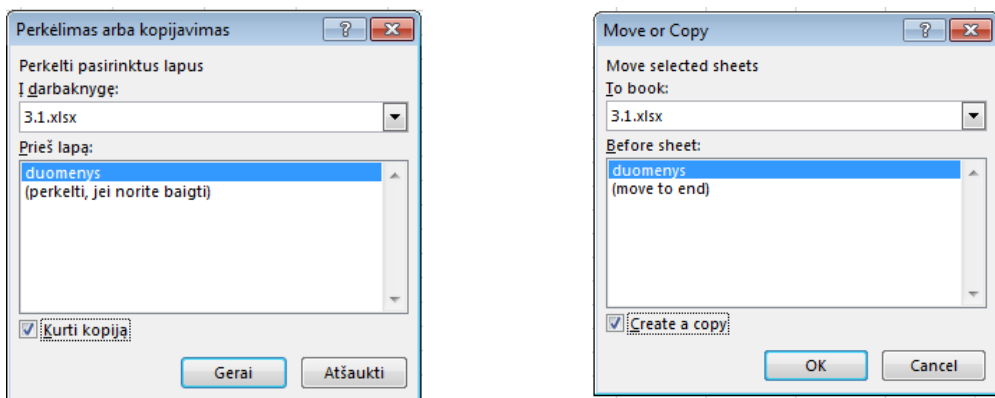 Perkėlimas arba kopijavimas
Perkelti pasirinktus lapus
Į darbaknygę:
3.1.xlsx
Prieš lapą:
duomenys
(perkelti, jei norite baigti)
Kurti kopiją
Gerai
Atšaukti
Move or Copy
Move selected sheets
To book:
3.1.xlsx
Before sheet:
duomenys
(move to end)
Create a copy
OK
Cancel